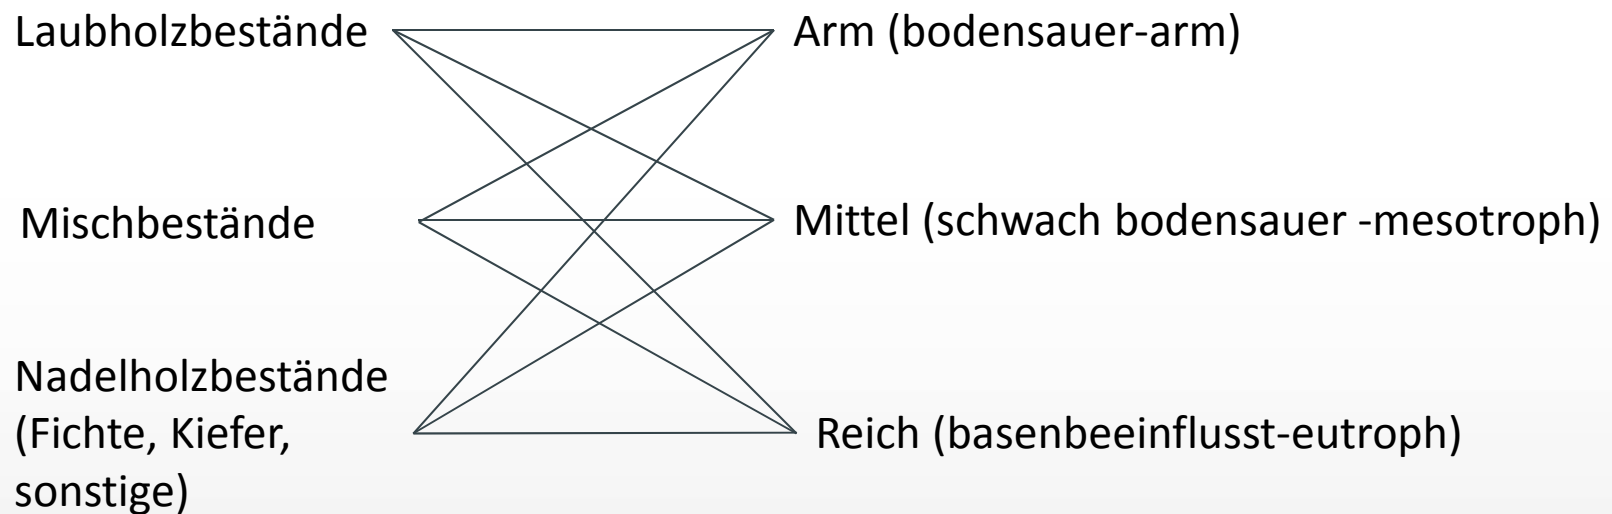 Laubholzbestände
Arm (bodensauer-arm)
Mischbestände
Mittel (schwach bodensauer -mesotroph)
Nadelholzbestände
(Fichte, Kiefer,
sonstige)
Reich (basenbeeinflusst-eutroph)